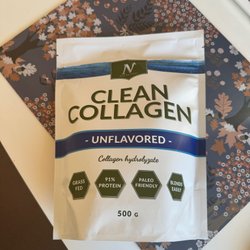 N
CLEAN
COLLAGEN
UNFLAVORED
Collagen hydrolyzate
GRASS FED
91% PROTEIN
PALEO FRIENDLY
BLENDS EASILY
500 G